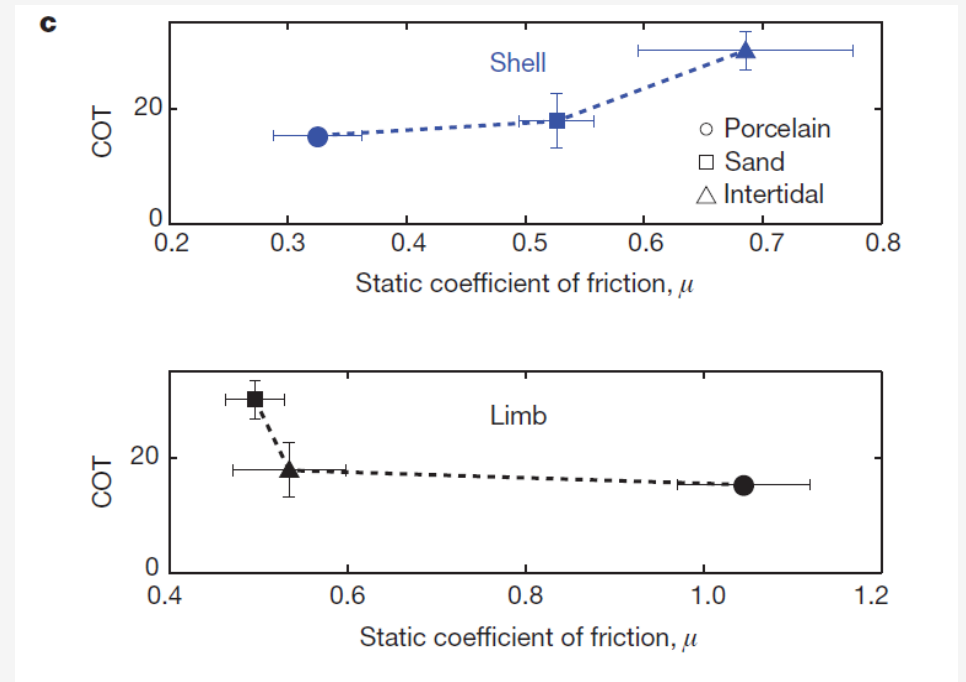 c
Shell
COT
20
0
Porcelain
Sand
Intertidal
0.2 0.3 0.4 0.5 0.6 0.7 0.8
Static coefficient of friction, μ
Limb
COT
20
0
0.4 0.6 0.8 1.0 1.2
Static coefficient of friction, μ